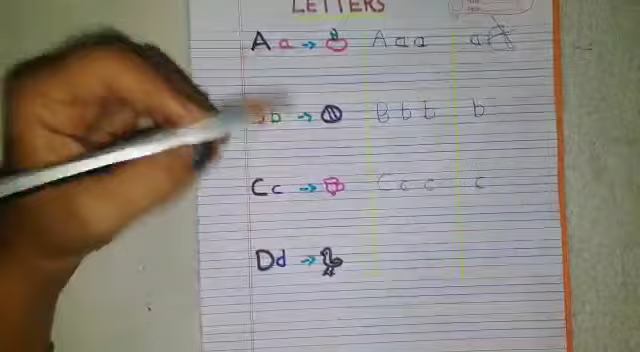 LETTERS
A a → A a a a
b → B b b b
C c → C c c c
D d →